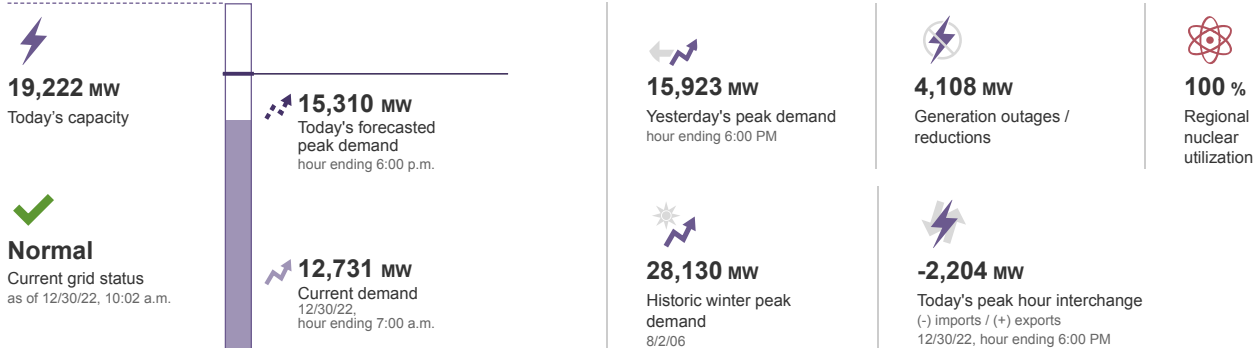 19,222 MW
Today's capacity
Normal
Current grid status
as of 12/30/22, 10:02 a.m.
15,310 MW
Today's forecasted
peak demand
hour ending 6:00 p.m.
12,731 MW
Current demand
12/30/22,
hour ending 7:00 a.m.
15,923 MW
Yesterday's peak demand
hour ending 6:00 PM
28,130 MW
Historic winter peak
demand
8/2/06
4,108 MW
Generation outages /
reductions
-2,204 MW
Today's peak hour interchange
(-) imports / (+) exports
12/30/22, hour ending 6:00 PM
100 %
Regional
nuclear
utilization